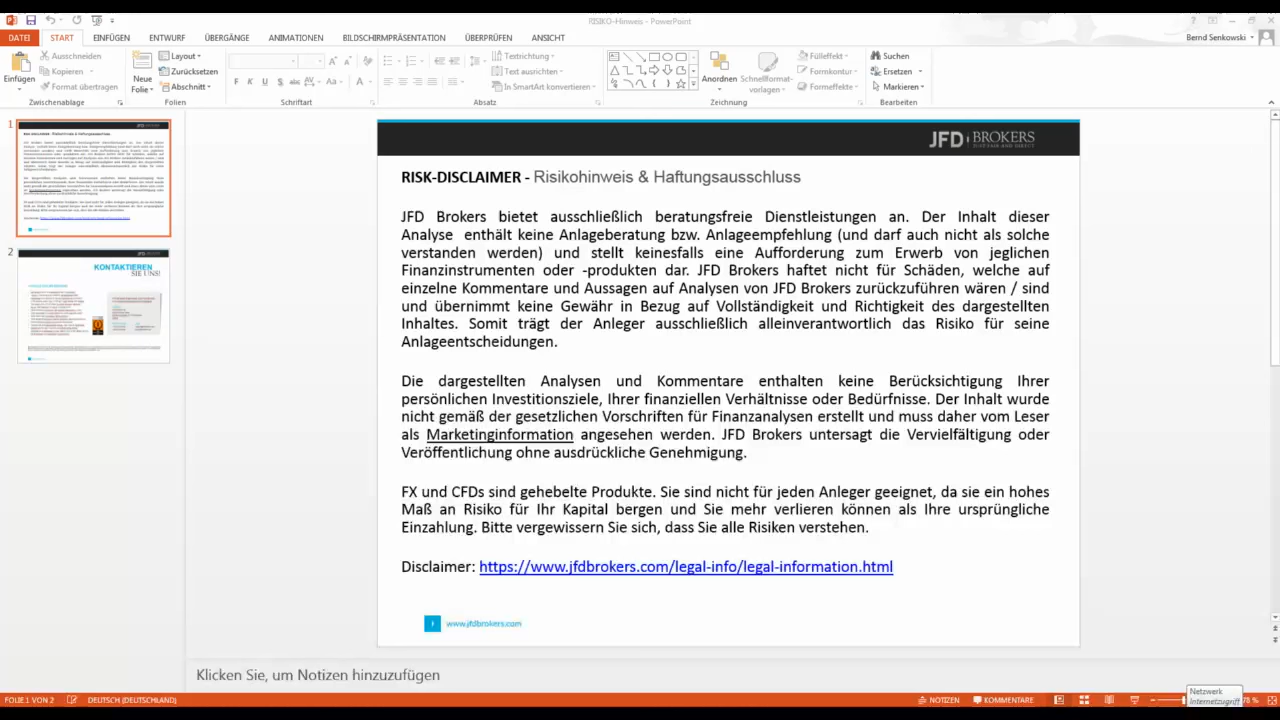 RISIKO-Hinweis - PowerPoint
DATEI START EINFÜGEN ENTWURF ÜBERGÄNGE ANIMATIONEN BILDSCHIRMPRÄSENTATION ÜBERPRÜFEN ANSICHT
Bernd Senkowski
Einfügen
Ausschneiden
Kopieren
Format übertragen
Zwischenablage
Neue
Folie
Layout
Zurücksetzen
Abschnitt
Folien
Schriftart
Textrichtung
Text ausrichten
In SmartArt konvertieren
Absatz
Anordnen
Schnellformat-
vorlagen
Fülleffekt
Formkontur
Formeffekte
Zeichnung
Suchen
Ersetzen
Markieren
Bearbeiten
1
2
KONTAKTIEREN
SIE UNS!
JFD BROKERS
RISK-DISCLAIMER - Risikohinweis & Haftungsausschluss
JFD Brokers bietet ausschließlich beratungsfreie Dienstleistungen an. Der Inhalt dieser
Analyse enthält keine Anlageberatung bzw. Anlageempfehlung (und darf auch nicht als solche
verstanden werden) und stellt keinesfalls eine Aufforderung zum Erwerb von jeglichen
Finanzinstrumenten oder -produkten dar. JFD Brokers haftet nicht für Schäden, welche auf
einzelne Kommentare und Aussagen auf Analysen von JFD Brokers zurückzuführen wären / sind
und übernimmt keine Gewähr in Bezug auf Vollständigkeit und Richtigkeit des dargestellten
Inhaltes. Somit trägt der Anleger ausschließlich alleinverantwortlich das Risiko für seine
Anlageentscheidungen.
Die dargestellten Analysen und Kommentare enthalten keine Berücksichtigung Ihrer
persönlichen Investitionsziele, Ihrer finanziellen Verhältnisse oder Bedürfnisse. Der Inhalt wurde
nicht gemäß der gesetzlichen Vorschriften für Finanzanalysen erstellt und muss daher vom Leser
als Marketinginformation angesehen werden. JFD Brokers untersagt die Vervielfältigung oder
Veröffentlichung ohne ausdrückliche Genehmigung.
FX und CFDs sind gehebelte Produkte. Sie sind nicht für jeden Anleger geeignet, da sie ein hohes
Maß an Risiko für Ihr Kapital bergen und Sie mehr verlieren können als Ihre ursprüngliche
Einzahlung. Bitte vergewissern Sie sich, dass Sie alle Risiken verstehen.
Disclaimer: https://www.jfdbrokers.com/legal-info/legal-information.html
www.jfdbrokers.com
Klicken Sie, um Notizen hinzuzufügen
FOLIE 1 VON 2 DEUTSCH (DEUTSCHLAND) NOTIZEN KOMMENTARE
Netzwerk
Internetzugriff